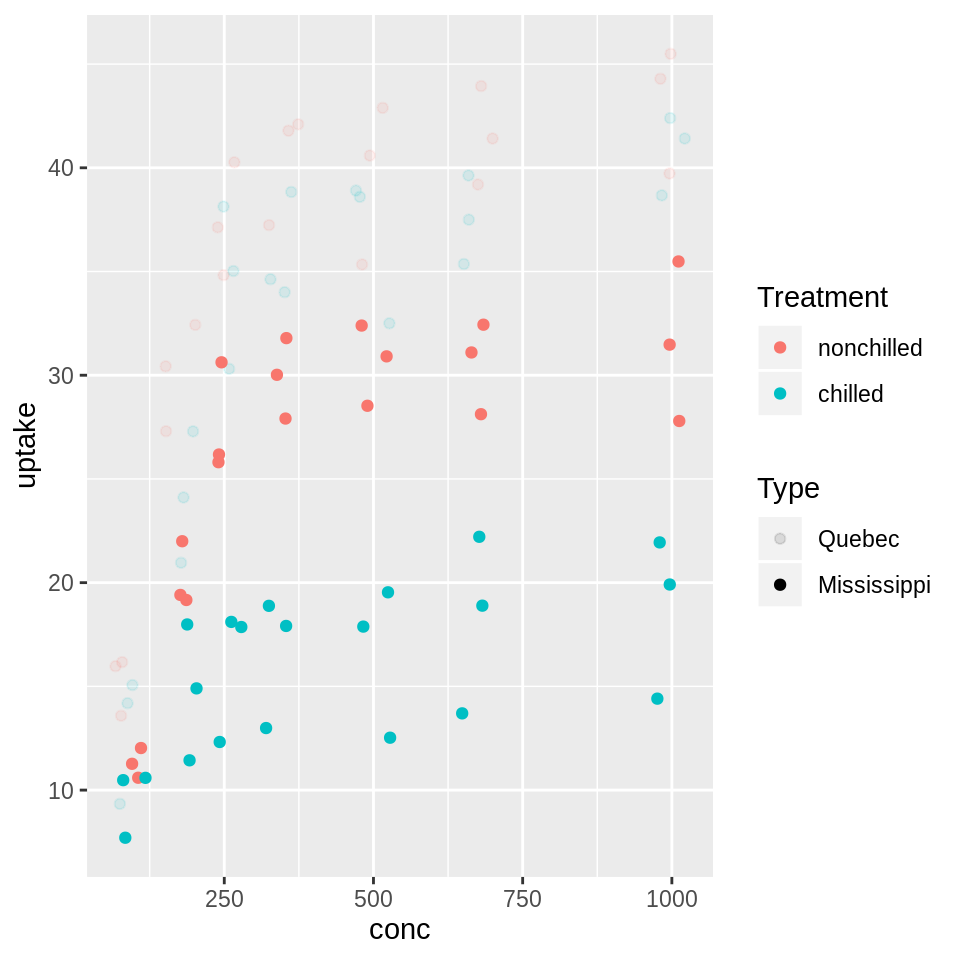 40
30
20
10
uptake
250 500 750 1000
conc
Treatment
nonchilled
chilled
Type
Quebec
Mississippi